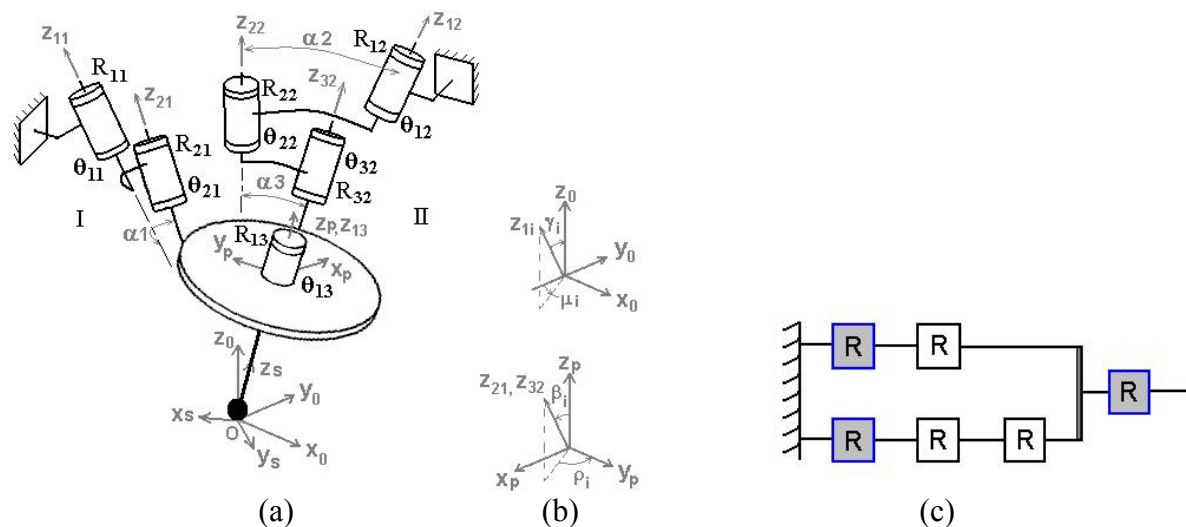 z11
R11
z21
R21
θ11
θ21
I
α1
z22
α2
R12
z12
R22
z32
θ22
θ12
θ32
R32
α3
II
R13
zp,z13
yp
xp
θ13
z0
zs
y0
xs
O
ys
x0
(a)
z0
z1i
γi
y0
μi
x0
zp
z21, z32
βi
xp
ρi
yp
(b)
R
R
R
R
R
R
(c)